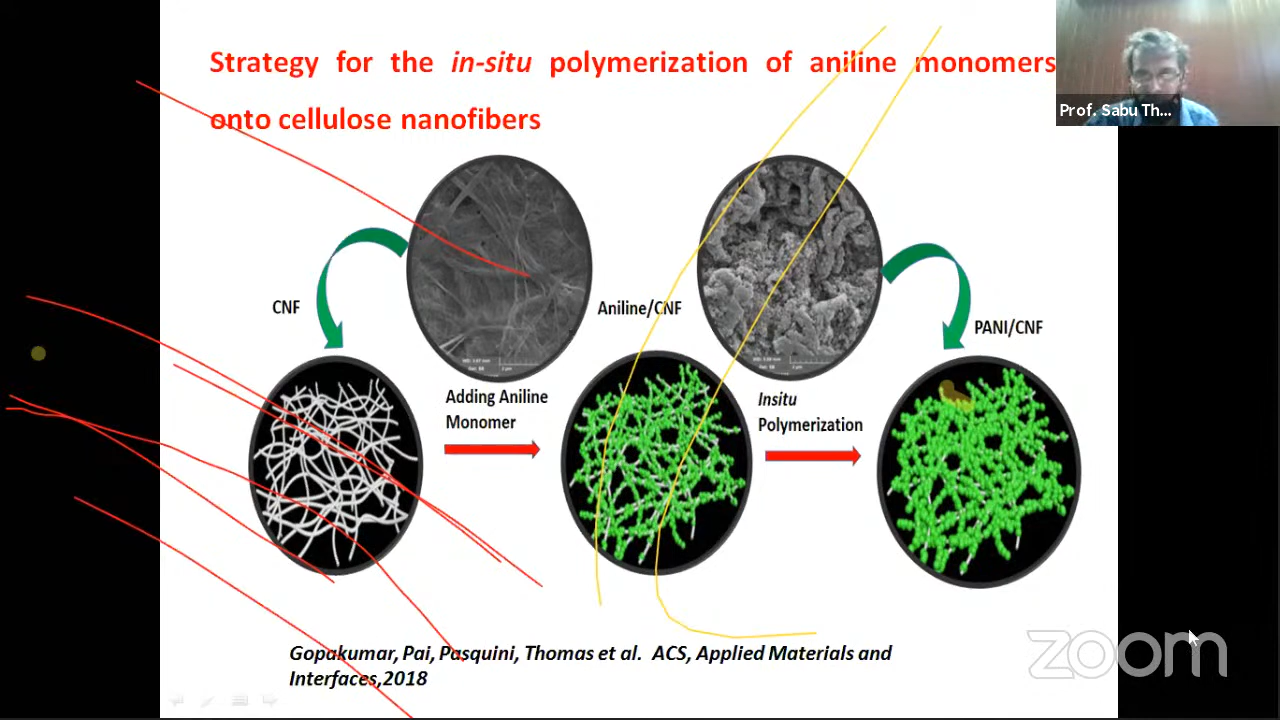 Strategy for the in-situ polymerization of aniline monomers
onto cellulose nanofibers
Prof. Sabu Th...
CNF
Aniline/CNF
PANI/CNF
Adding Aniline
Monomer
Insitu
Polymerization
Gopakumar, Pai, Pasquini, Thomas et al. ACS, Applied Materials and
Interfaces,2018
zoom